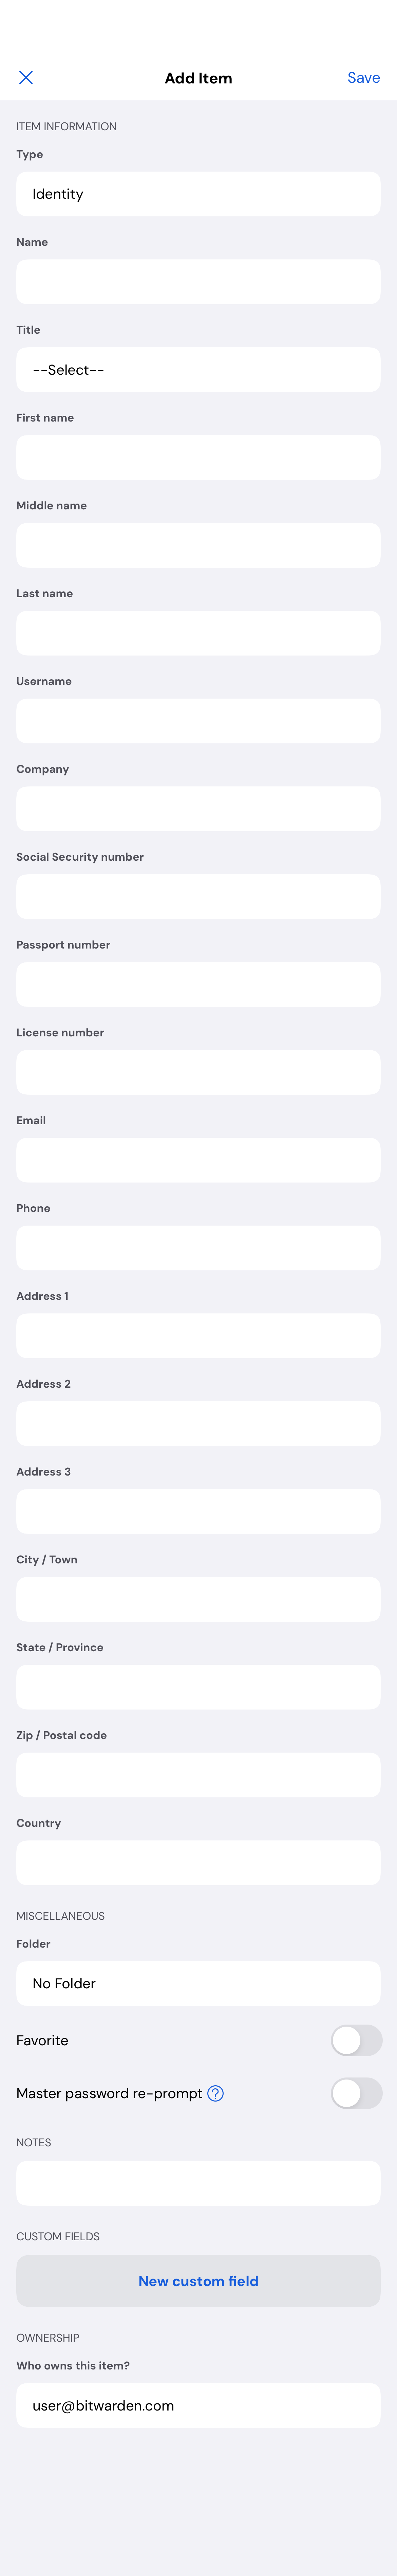 Add Item
Save
ITEM INFORMATION
Type
Identity
Name
Title
--Select--
First name
Middle name
Last name
Username
Company
Social Security number
Passport number
License number
Email
Phone
Address 1
Address 2
Address 3
City / Town
State / Province
Zip / Postal code
Country
MISCELLANEOUS
Folder
No Folder
Favorite
Master password re-prompt ?
NOTES
CUSTOM FIELDS
New custom field
OWNERSHIP
Who owns this item?
user@bitwarden.com